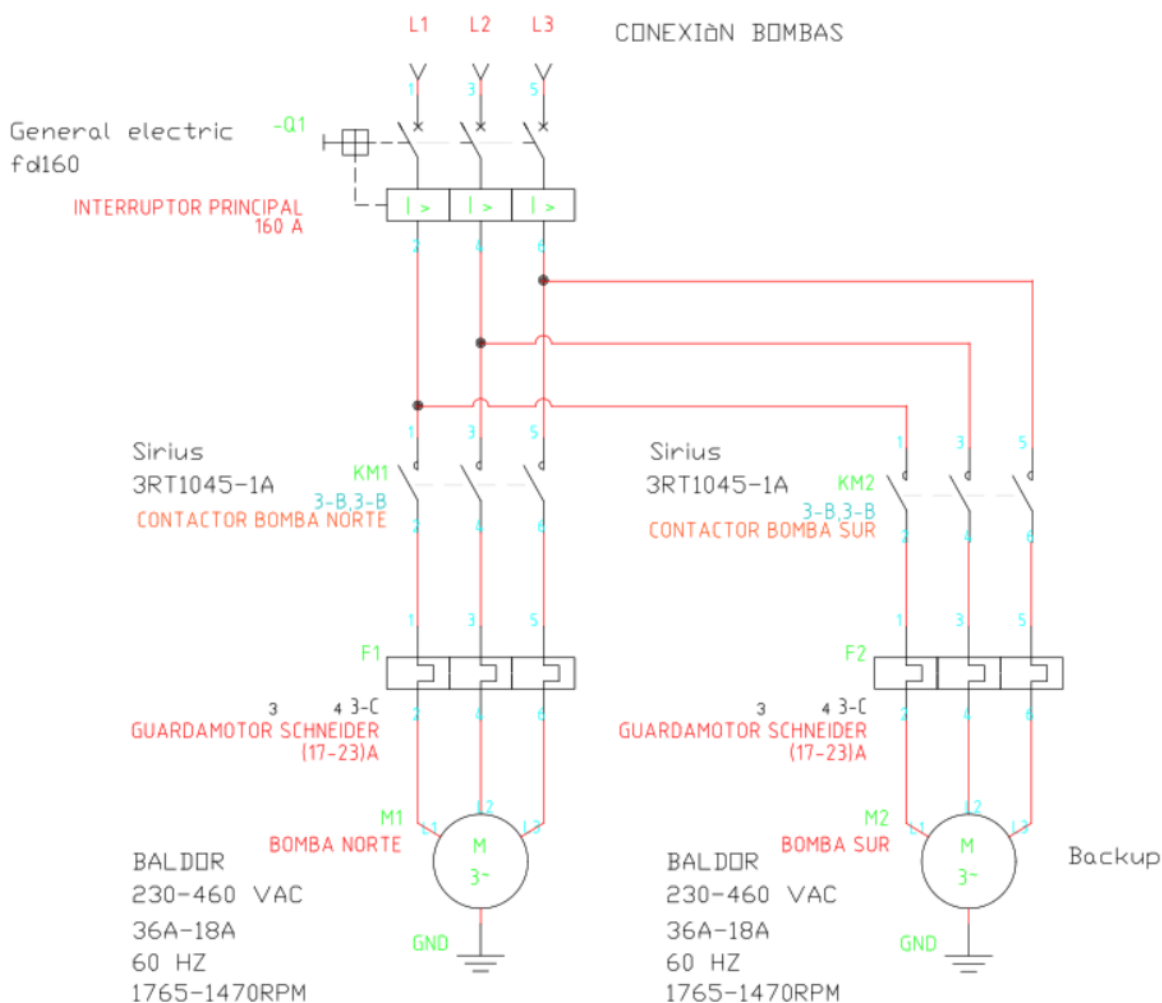 L1 L2 L3
CONEXIòN BOMBAS
1 3 5
General electric
fdl160
-Q1
INTERRUPTOR PRINCIPAL
160 A
I > I > I >
2 4 6
1 3 5
Sirius
3RT1045-1A
KM1
3-B,3-B
CONTACTOR BOMBA NORTE
2 4 6
1 3 5
Sirius
3RT1045-1A
KM2
3-B,3-B
CONTACTOR BOMBA SUR
2 4 6
1 3 5
F1
3 4 3-C
2 4 6
GUARDAMOTOR SCHNEIDER
(17-23)A
1 3 5
F2
3 4 3-C
2 4 6
GUARDAMOTOR SCHNEIDER
(17-23)A
M1
L1 L2 L3
BOMBA NORTE
M
3~
BALDOR
230-460 VAC
36A-18A
60 HZ
1765-1470RPM
GND
M2
L1 L2 L3
BOMBA SUR
M
3~
Backup
BALDOR
230-460 VAC
36A-18A
60 HZ
1765-1470RPM
GND